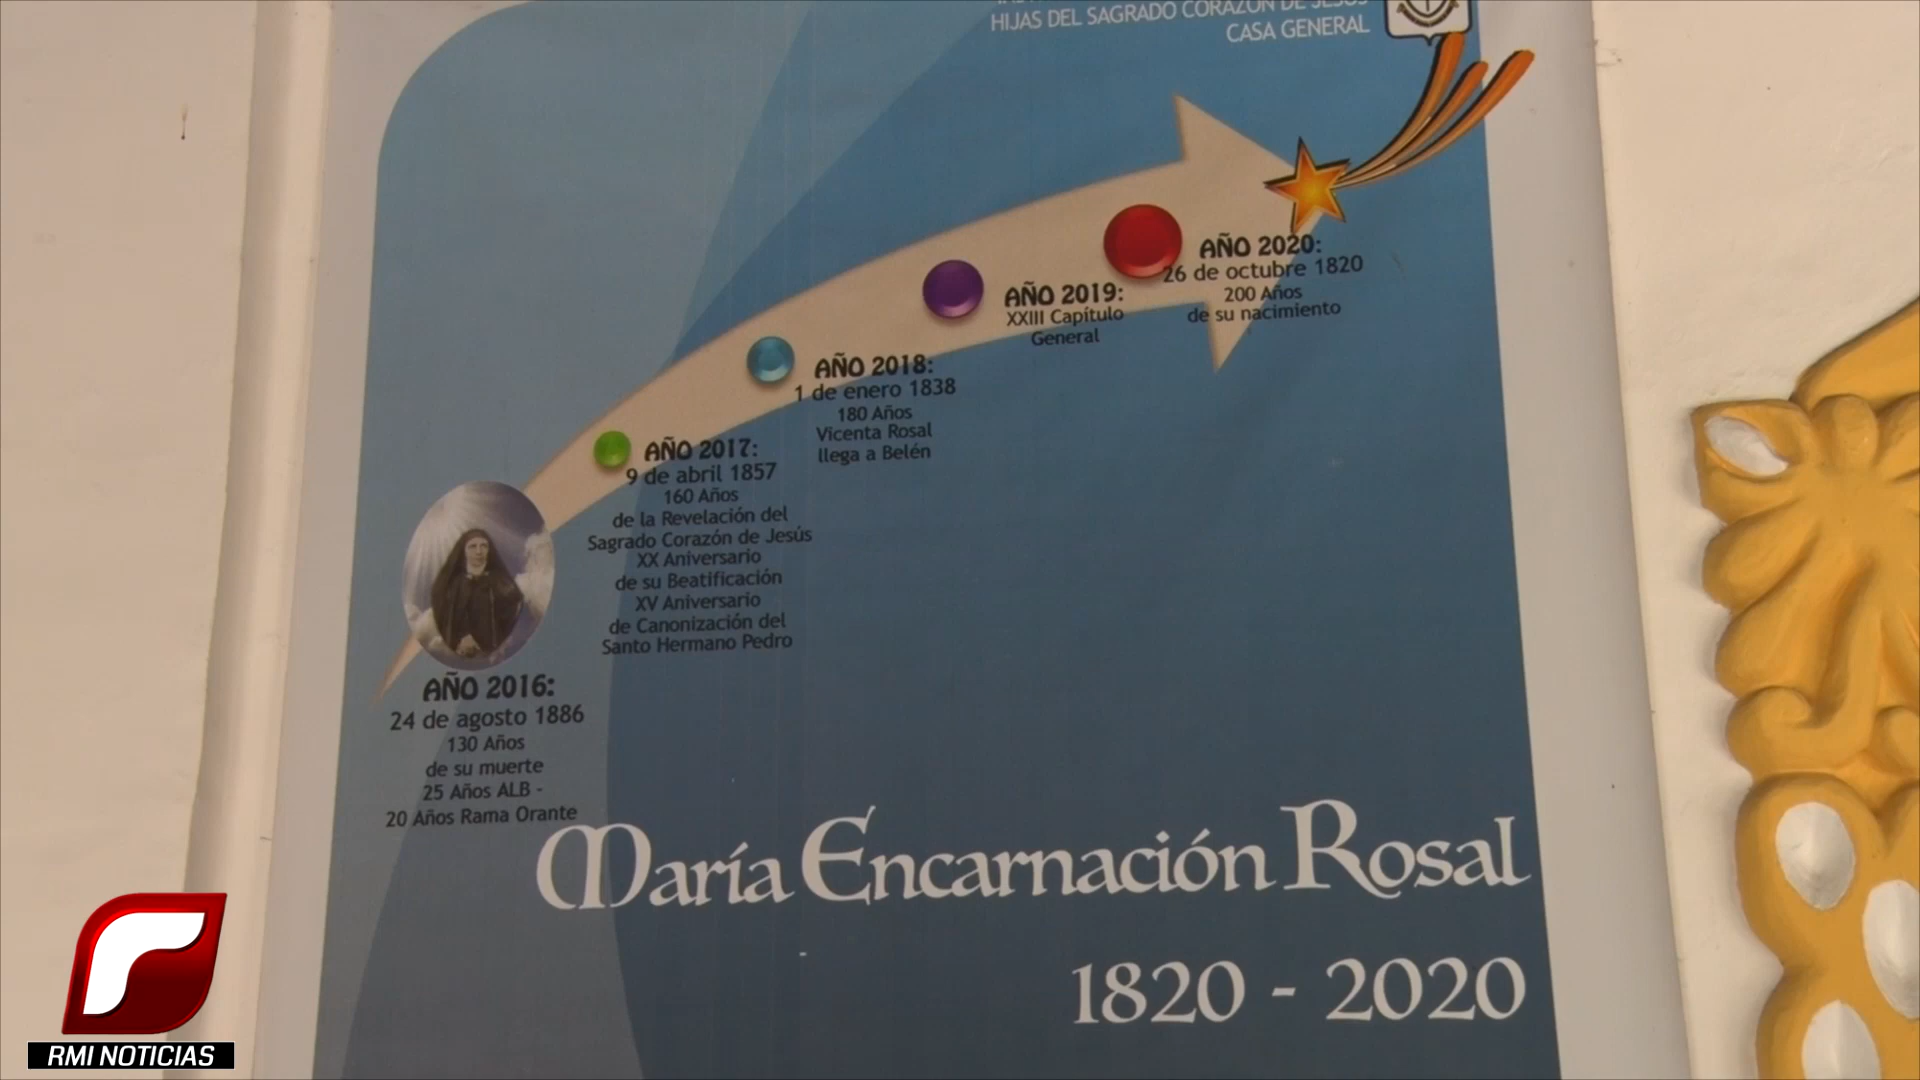 HIJAS DEL SAGRADO CORAZÓN DE JESÚS
CASA GENERAL
AÑO 2020:
26 de octubre 1820
200 Años
de su nacimiento
AÑO 2019:
XXIII Capítulo
General
AÑO 2018:
1 de enero 1838
180 Años
Vicenta Rosal
llega a Belén
AÑO 2017:
9 de abril 1857
160 Años
de la Revelación del
Sagrado Corazón de Jesús
XX Aniversario
de su Beatificación
XV Aniversario
de Canonización del
Santo Hermano Pedro
AÑO 2016:
24 de agosto 1886
130 Años
de su muerte
25 Años ALB -
20 Años Rama Orante
María Encarnación Rosal
1820 - 2020
RMI NOTICIAS